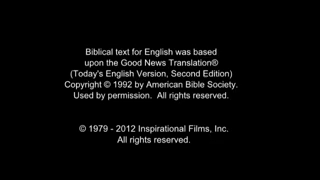 Biblical text for English was based
upon the Good News Translation®
(Today's English Version, Second Edition)
Copyright © 1992 by American Bible Society.
Used by permission.  All rights reserved.
© 1979 - 2012 Inspirational Films, Inc.
All rights reserved.